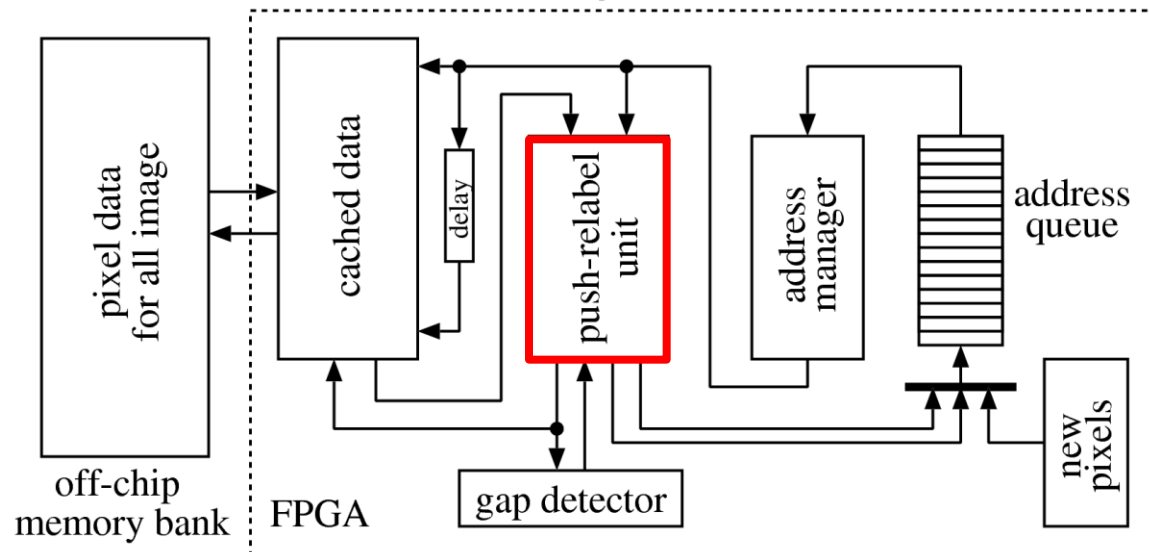 pixel data
for all image
off-chip
memory bank
FPGA
cached data
delay
push-relabel
unit
gap detector
address
manager
address
queue
new
pixels